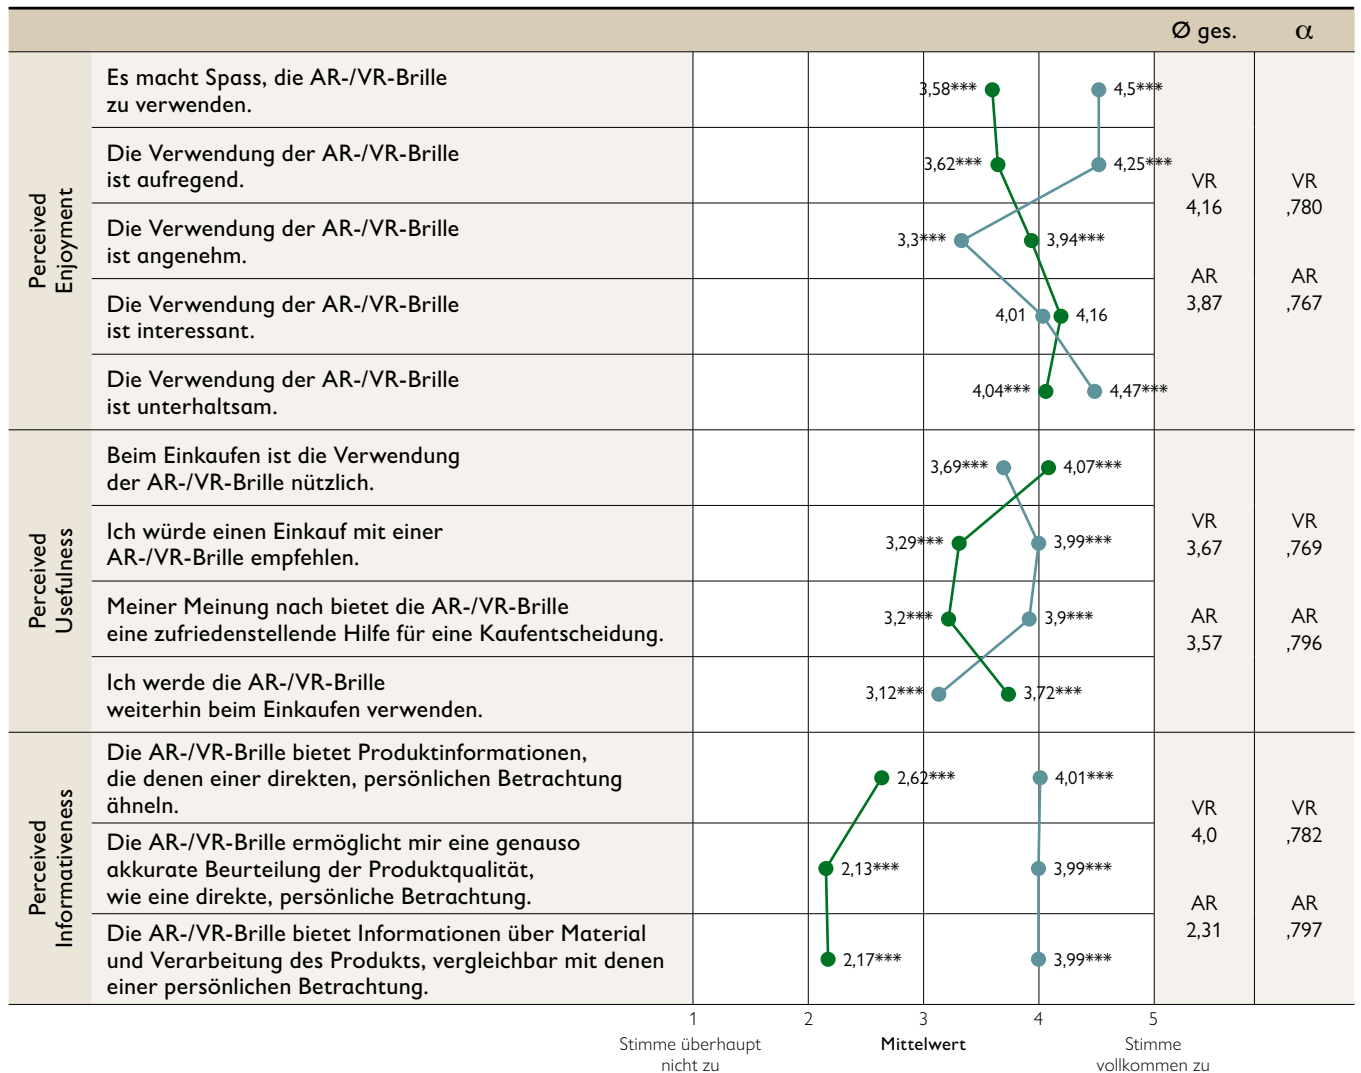 Ø ges. α
Perceived
Enjoyment
Es macht Spass, die AR-/VR-Brille
zu verwenden.
3,58*** 4,5***
Die Verwendung der AR-/VR-Brille
ist aufregend.
3,62*** 4,25***
Die Verwendung der AR-/VR-Brille
ist angenehm.
3,3*** 3,94***
Die Verwendung der AR-/VR-Brille
ist interessant.
4,01 4,16
Die Verwendung der AR-/VR-Brille
ist unterhaltsam.
4,04*** 4,47***
VR VR
4,16 ,780
AR AR
3,87 ,767
Perceived
Usefulness
Beim Einkaufen ist die Verwendung
der AR-/VR-Brille nützlich.
3,69*** 4,07***
Ich würde einen Einkauf mit einer
AR-/VR-Brille empfehlen.
3,29*** 3,99***
Meiner Meinung nach bietet die AR-/VR-Brille
eine zufriedenstellende Hilfe für eine Kaufentscheidung.
3,2*** 3,9***
Ich werde die AR-/VR-Brille
weiterhin beim Einkaufen verwenden.
3,12*** 3,72***
VR VR
3,67 ,769
AR AR
3,57 ,796
Perceived
Informativeness
Die AR-/VR-Brille bietet Produktinformationen,
die denen einer direkten, persönlichen Betrachtung
ähneln.
2,62*** 4,01***
Die AR-/VR-Brille ermöglicht mir eine genauso
akkurate Beurteilung der Produktqualität,
wie eine direkte, persönliche Betrachtung.
2,13*** 3,99***
Die AR-/VR-Brille bietet Informationen über Material
und Verarbeitung des Produkts, vergleichbar mit denen
einer persönlichen Betrachtung.
2,17*** 3,99***
VR VR
4,0 ,782
AR AR
2,31 ,797
1 2 3 4 5
Stimme überhaupt Mittelwert Stimme
nicht zu vollkommen zu